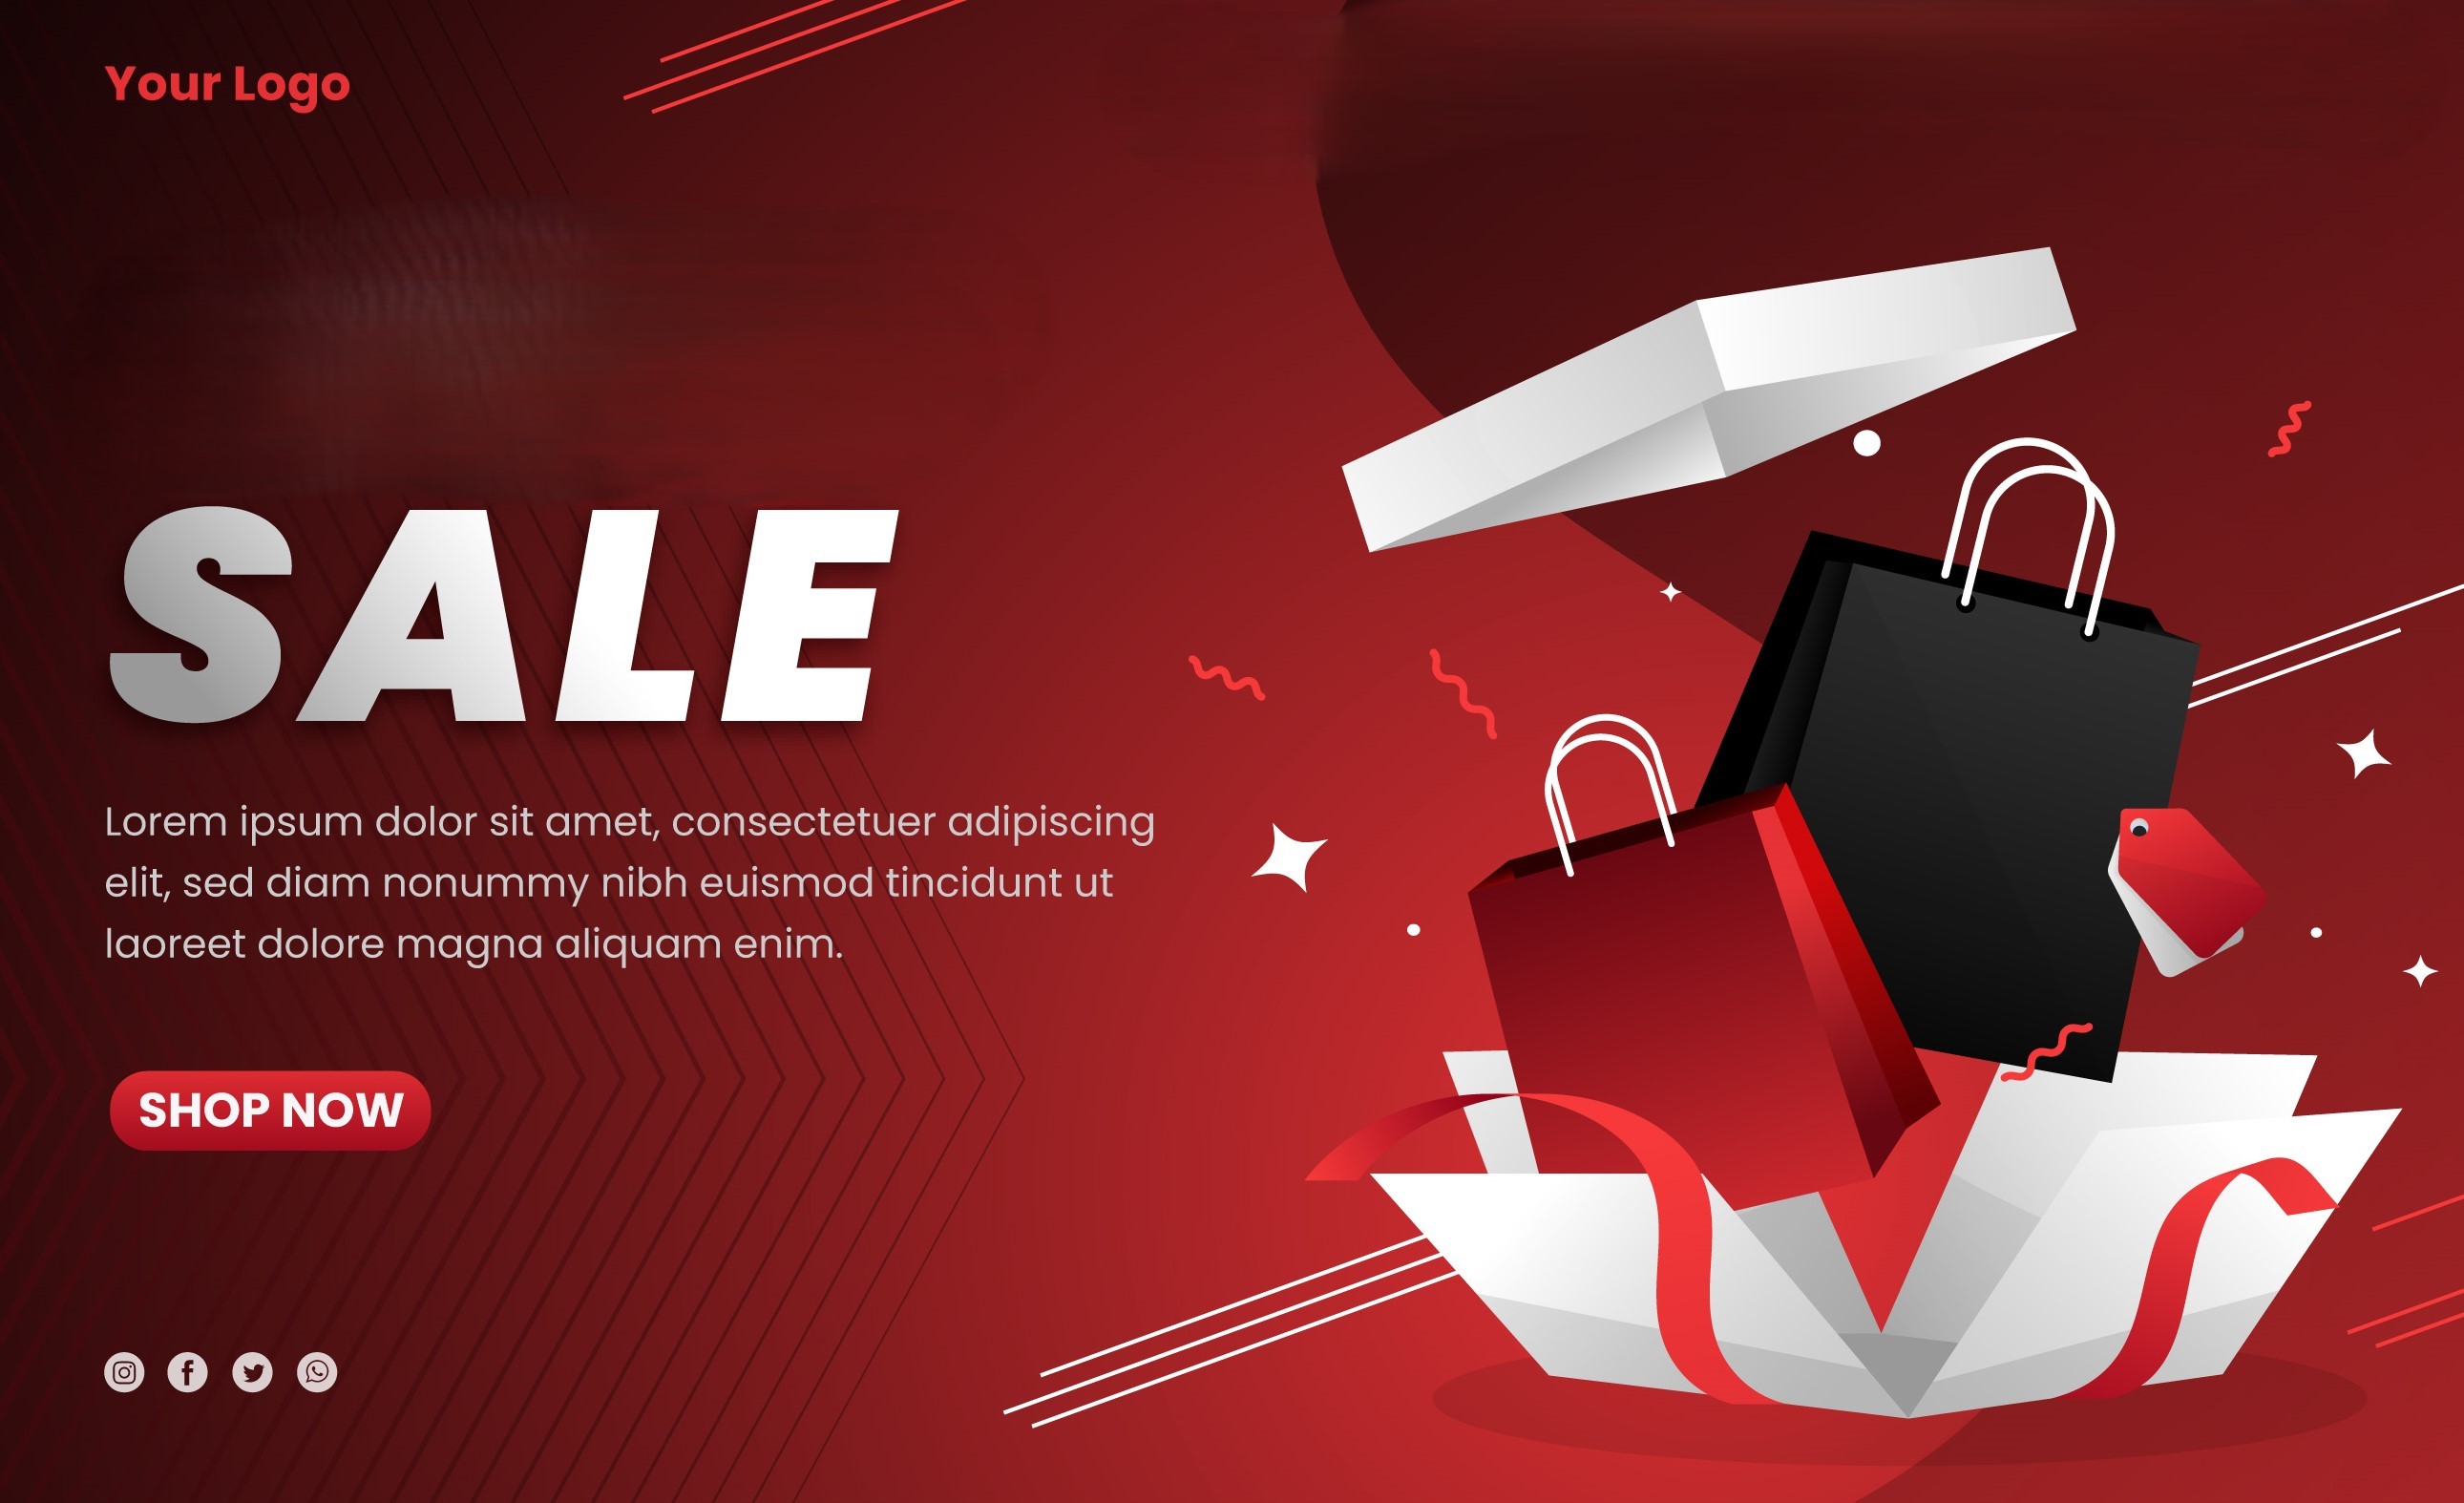 Your Logo
SALE
Lorem ipsum dolor sit amet, consectetuer adipiscing
elit, sed diam nonummy nibh euismod tincidunt ut
laoreet dolore magna aliquam enim.
SHOP NOW